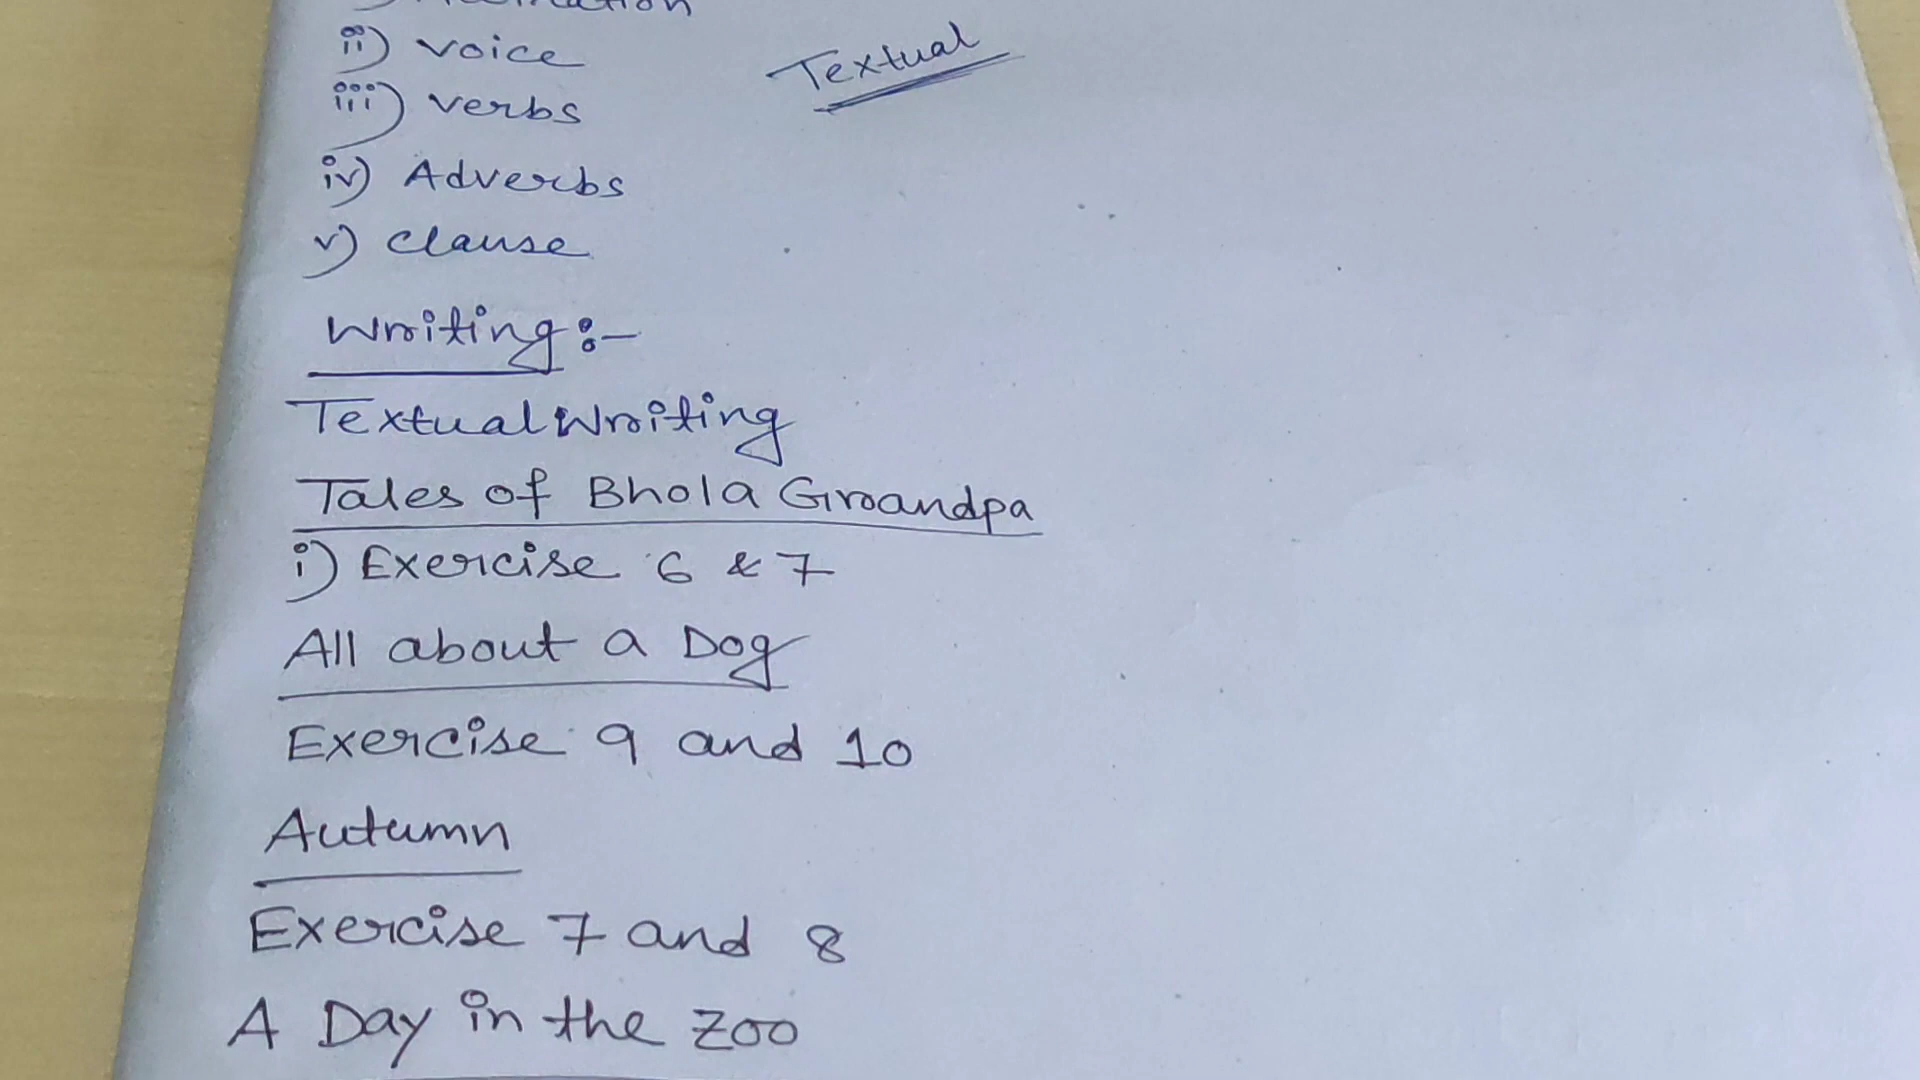 ii) voice
Textual
iii) verbs
iv) Adverbs
v) clause
Writing :-
Textual Writing
Tales of Bhola Grandpa
i) Exercise 6 & 7
All about a Dog
Exercise 9 and 10
Autumn
Exercise 7 and 8
A Day in the Zoo